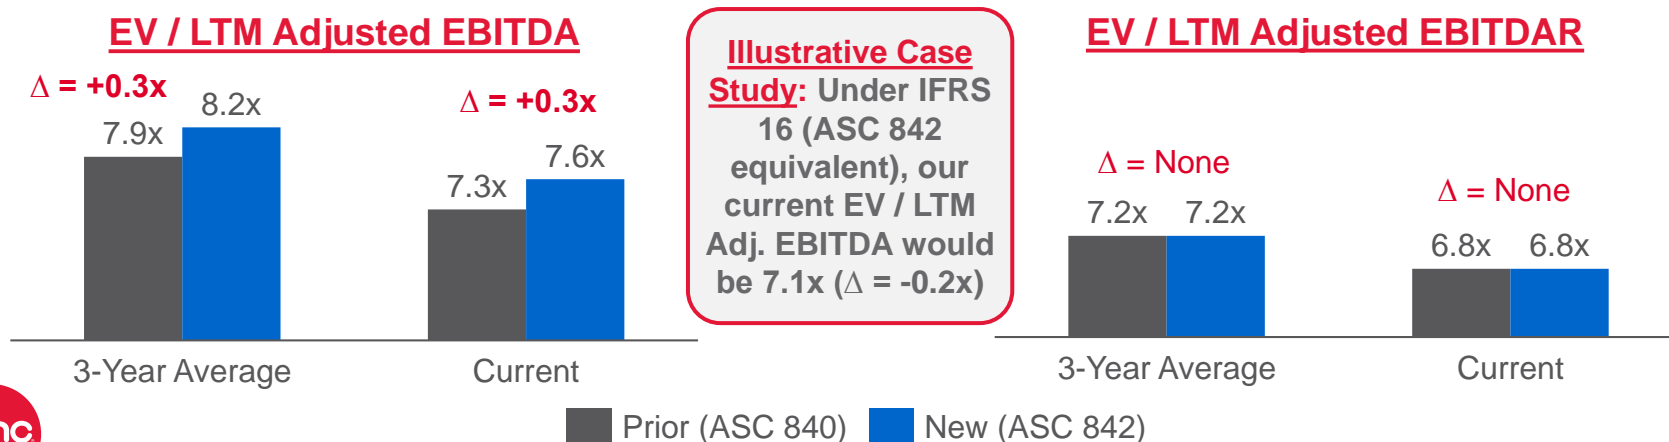 EV / LTM Adjusted EBITDA
Δ = +0.3x
7.9x
8.2x
Δ = +0.3x
7.3x
7.6x
3-Year Average
Current
Illustrative Case
Study: Under IFRS
16 (ASC 842
equivalent), our
current EV / LTM
Adj. EBITDA would
be 7.1x (Δ = -0.2x)
EV / LTM Adjusted EBITDAR
Δ = None
7.2x
7.2x
Δ = None
6.8x
6.8x
3-Year Average
Current
Prior (ASC 840)
New (ASC 842)